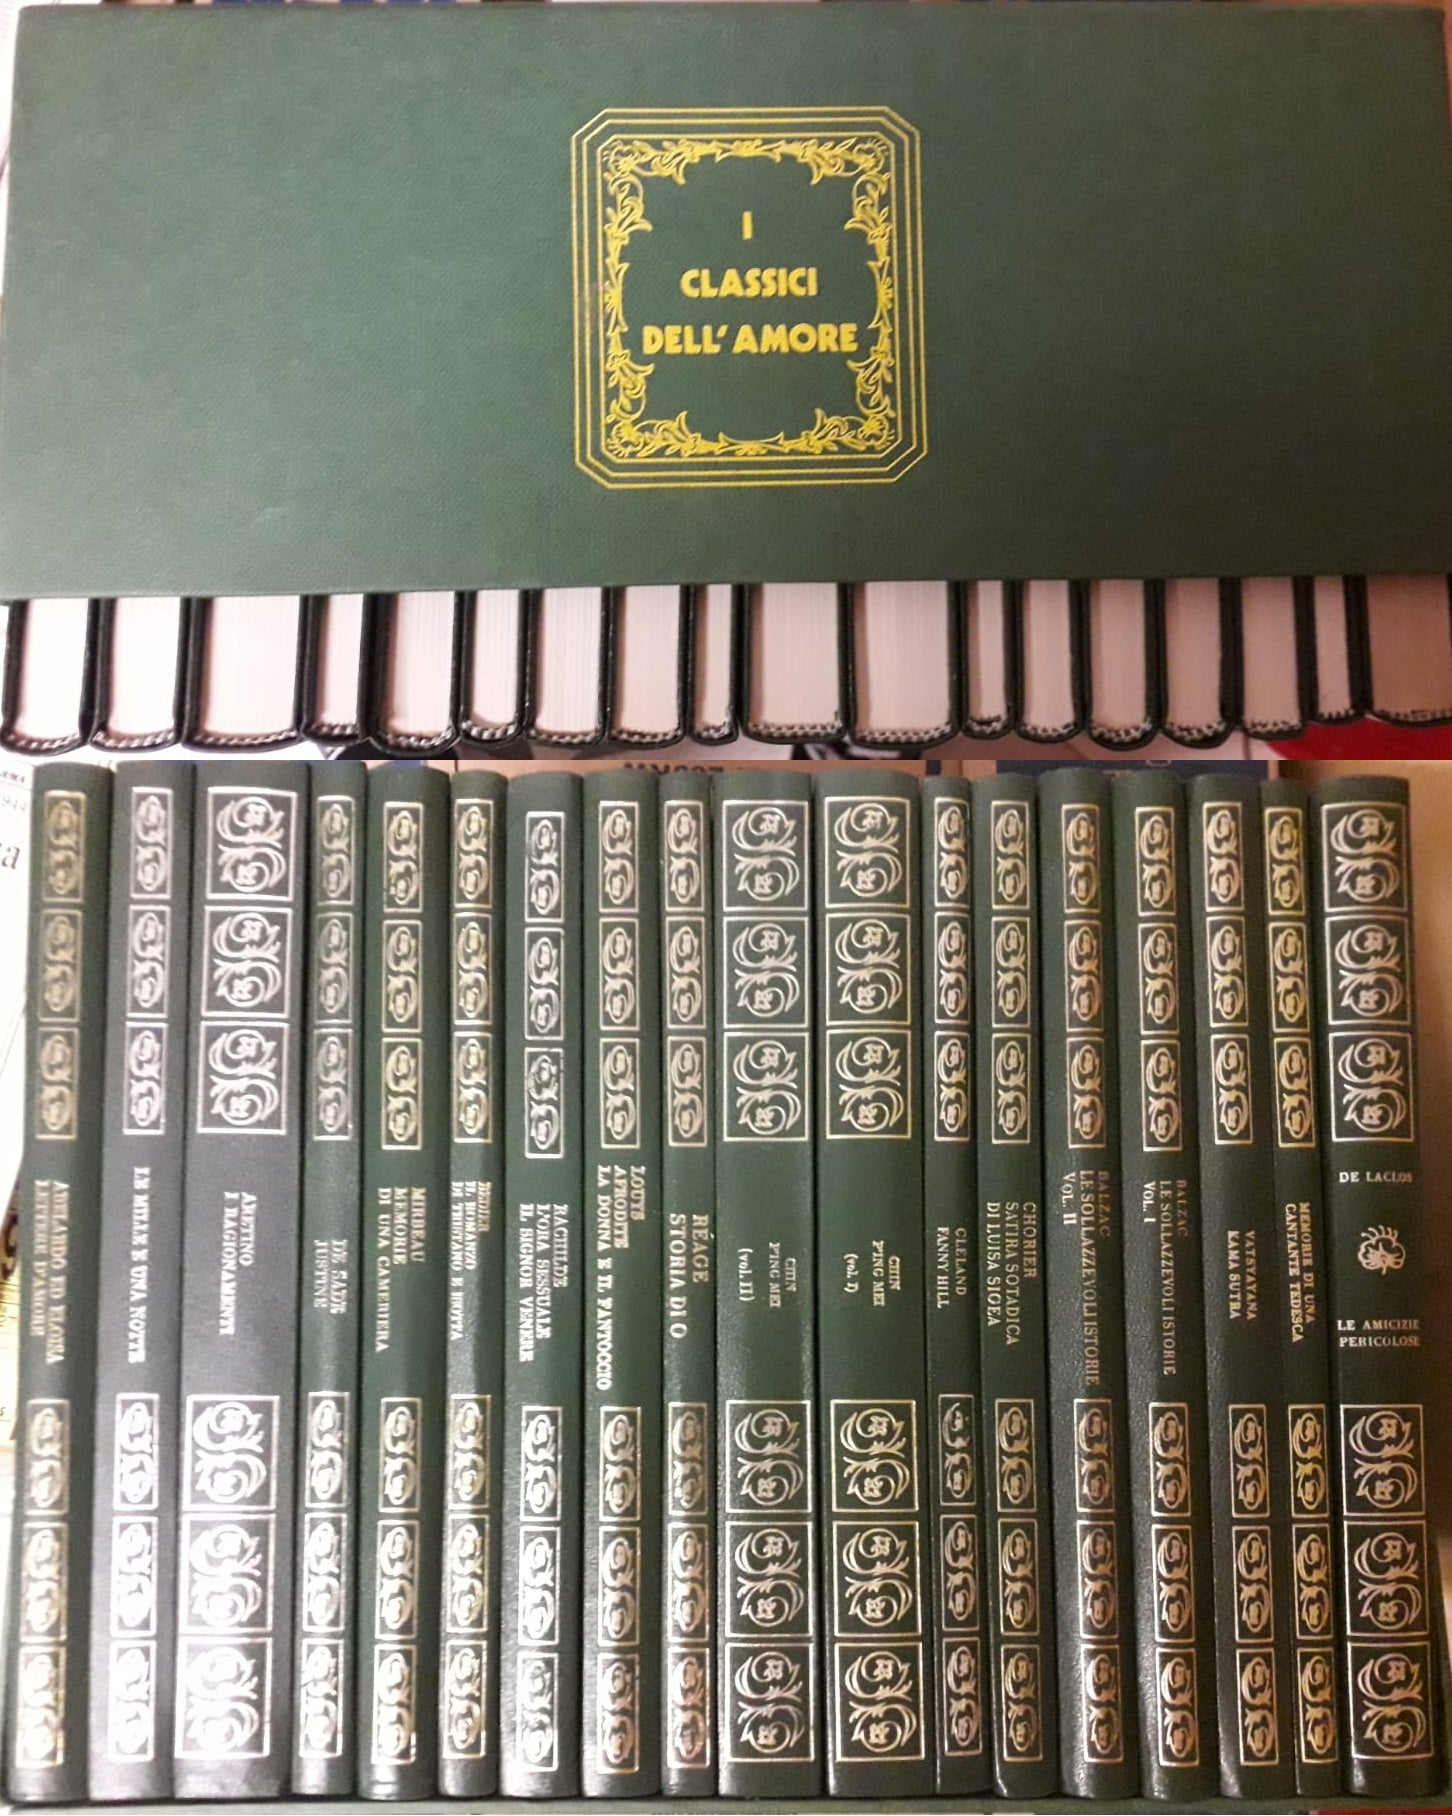 I
CLASSICI
DELL'AMORE
ABELARDO ED ELOISA
LETTERE D'AMORE
LE MILLE E UNA NOTTE
ARETINO
I RAGIONAMENTI
DE SADE
JUSTINE
MIRBEAU
MEMORIE
DI UNA CAMERIERA
BÉDIER
IL ROMANZO
DI TRISTANO E ISOTTA
RACHILDE
L'ORA SESSUALE
IL SIGNOR VENERE
LOUYS
AFRODITE
LA DONNA E IL FANTOCCIO
RÉAGE
STORIA DI O
CHIN
P'ING MEI
(vol. II)
CHIN
P'ING MEI
(vol. I)
CLELAND
FANNY HILL
CHORIER
SATIRA SOTADICA
DI LUISA SIGEA
BALZAC
LE SOLLAZZEVOLI ISTORIE
VOL. II
BALZAC
LE SOLLAZZEVOLI ISTORIE
VOL. I
VATSYAYANA
KAMA SUTRA
MEMORIE DI UNA
CANTANTE TEDESCA
DE LACLOS
LE AMICIZIE
PERICOLOSE